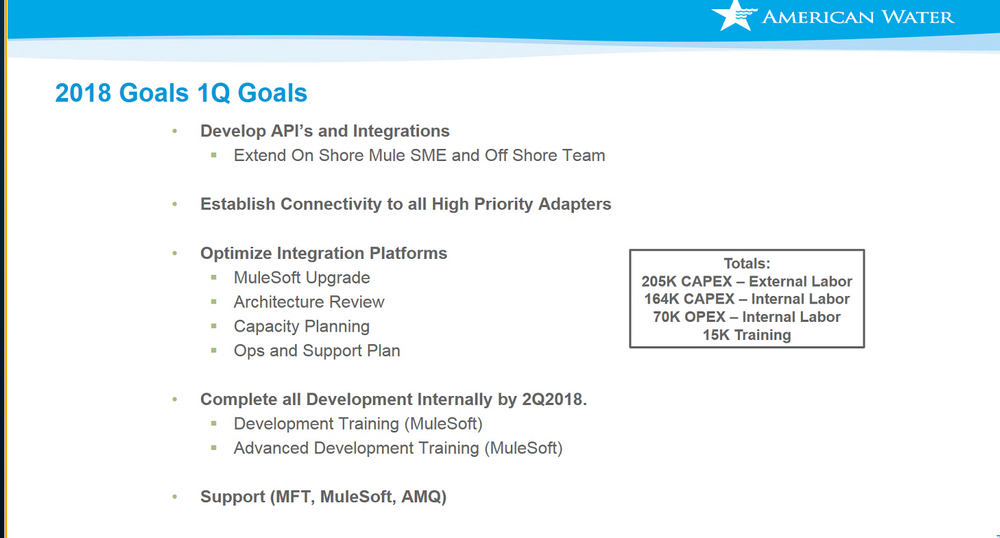 AMERICAN WATER
2018 Goals 1Q Goals
• Develop API’s and Integrations
▪ Extend On Shore Mule SME and Off Shore Team
• Establish Connectivity to all High Priority Adapters
• Optimize Integration Platforms
▪ MuleSoft Upgrade
▪ Architecture Review
▪ Capacity Planning
▪ Ops and Support Plan
Totals:
205K CAPEX – External Labor
164K CAPEX – Internal Labor
70K OPEX – Internal Labor
15K Training
• Complete all Development Internally by 2Q2018.
▪ Development Training (MuleSoft)
▪ Advanced Development Training (MuleSoft)
• Support (MFT, MuleSoft, AMQ)